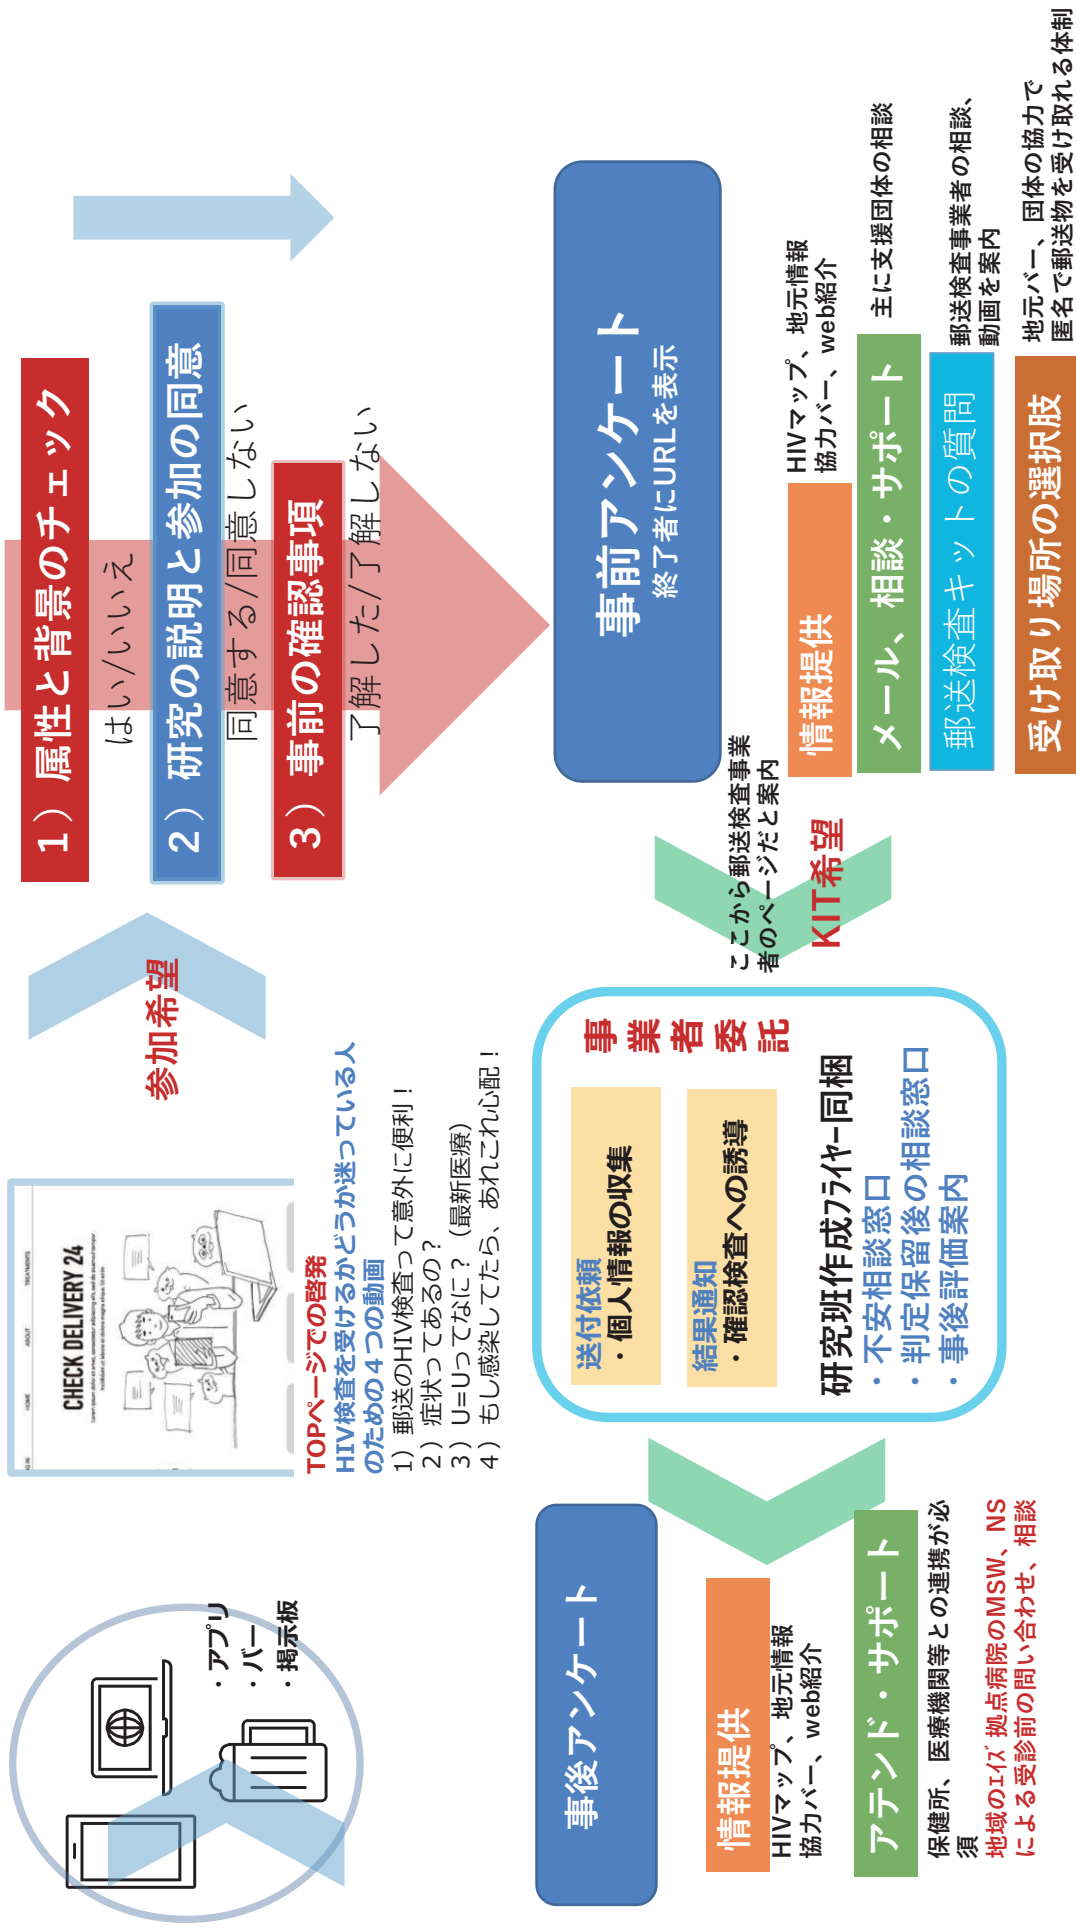 ・アプリ
・バー
・掲示板
HOME
ABOUT
TREATMENTS
CHECK DELIVERY 24
TOPページでの啓発
HIV検査を受けるかどうか迷っている人
のための４つの動画
1）郵送のHIV検査って意外に便利！
2）症状ってあるの？
3）U=Uってなに？（最新医療）
4）もし感染してたら、あれこれ心配！
参加希望
1）属性と背景のチェック
はい/いいえ
2）研究の説明と参加の同意
同意する/同意しない
3）事前の確認事項
了解した/了解しない
事前アンケート
終了者にURLを表示
情報提供
HIVマップ、地元情報
協力バー、web紹介
メール、相談・サポート
主に支援団体の相談
郵送検査キットの質問
郵送検査事業者の相談、
動画を案内
受け取り場所の選択肢
地元バー、団体の協力で
匿名で郵送物を受け取れる体制
ここから郵送検査事業
者のページだと案内
KIT希望
事業者委託
送付依頼
・個人情報の収集
結果通知
・確認検査への誘導
研究班作成ﾌﾗｲﾔｰ同梱
・不安相談窓口
・判定保留後の相談窓口
・事後評価案内
事後アンケート
情報提供
HIVマップ、地元情報
協力バー、web紹介
アテンド・サポート
保健所、医療機関等との連携が必
須
地域のｴｲｽﾞ拠点病院のMSW、NS
による受診前の問い合わせ、相談